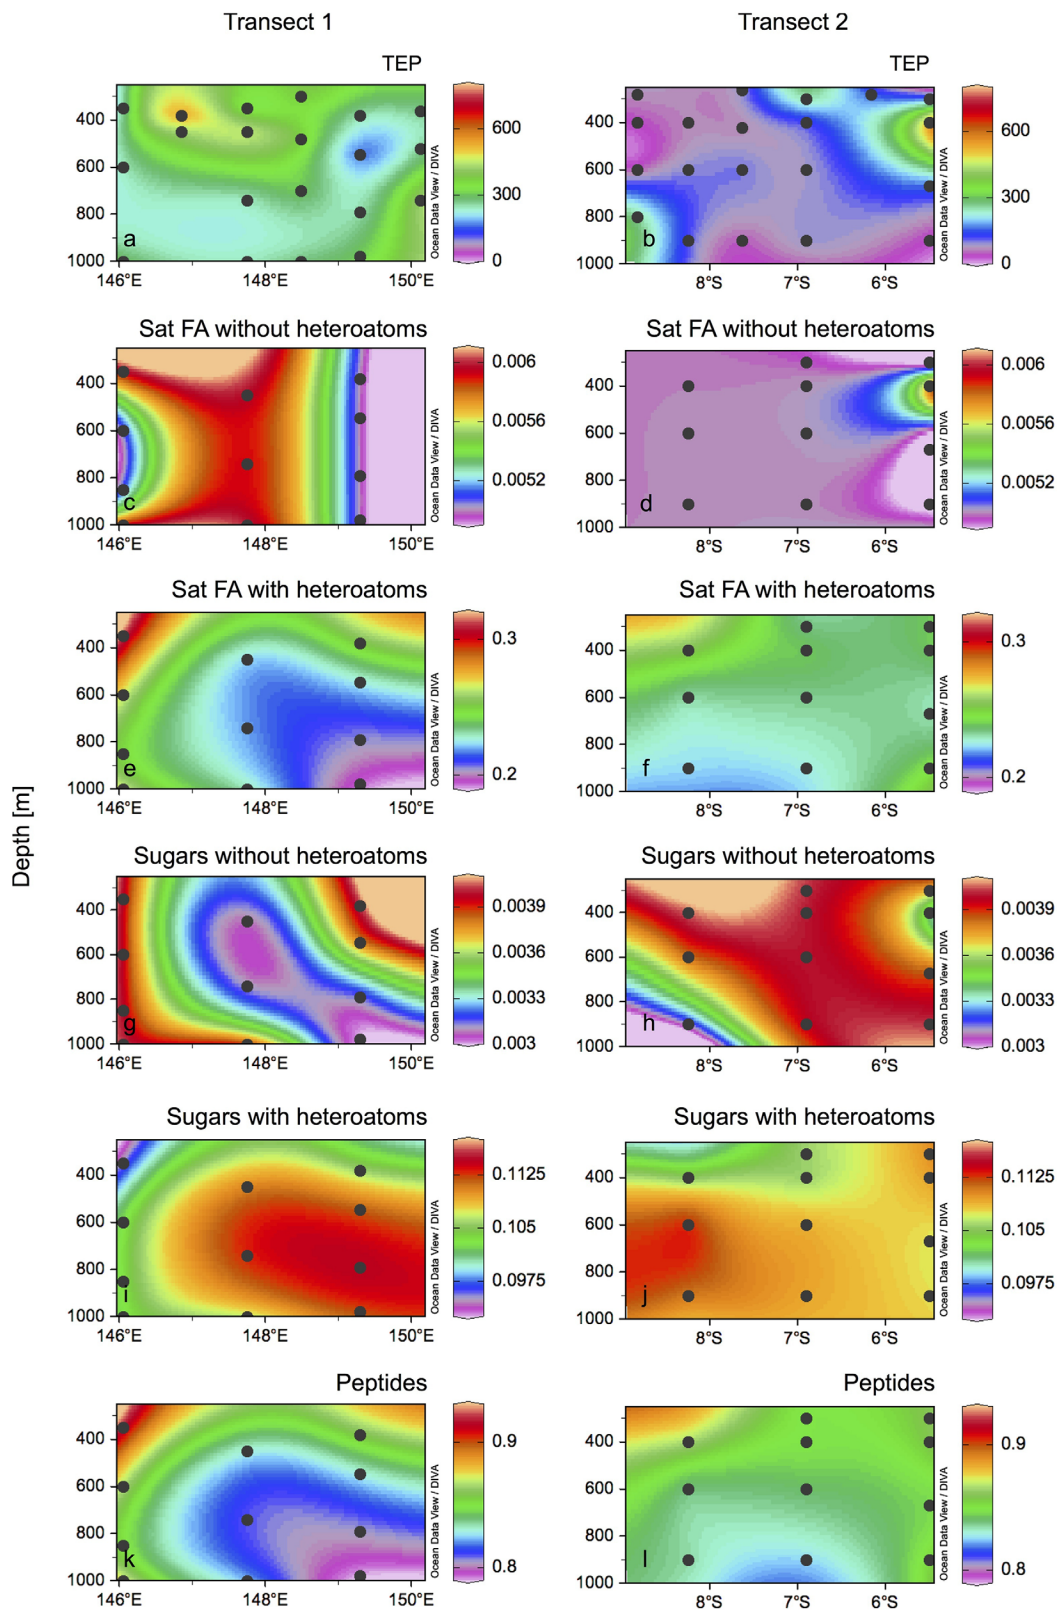 Transect 1 Transect 2
TEP TEP
400
600
800
1000
a
146°E 148°E 150°E
Ocean Data View / DIVA
600
300
0
400
600
800
1000
b
8°S 7°S 6°S
Ocean Data View / DIVA
600
300
0
Sat FA without heteroatoms Sat FA without heteroatoms
400
600
800
1000
c
146°E 148°E 150°E
Ocean Data View / DIVA
0.006
0.0056
0.0052
400
600
800
1000
d
8°S 7°S 6°S
Ocean Data View / DIVA
0.006
0.0056
0.0052
Sat FA with heteroatoms Sat FA with heteroatoms
400
600
800
1000
e
146°E 148°E 150°E
Ocean Data View / DIVA
0.3
0.2
400
600
800
1000
f
8°S 7°S 6°S
Ocean Data View / DIVA
0.3
0.2
Depth [m]
Sugars without heteroatoms Sugars without heteroatoms
400
600
800
1000
g
146°E 148°E 150°E
Ocean Data View / DIVA
0.0039
0.0036
0.0033
0.003
400
600
800
1000
h
8°S 7°S 6°S
Ocean Data View / DIVA
0.0039
0.0036
0.0033
0.003
Sugars with heteroatoms Sugars with heteroatoms
400
600
800
1000
i
146°E 148°E 150°E
Ocean Data View / DIVA
0.1125
0.105
0.0975
400
600
800
1000
j
8°S 7°S 6°S
Ocean Data View / DIVA
0.1125
0.105
0.0975
Peptides Peptides
400
600
800
1000
k
146°E 148°E 150°E
Ocean Data View / DIVA
0.9
0.8
400
600
800
1000
l
8°S 7°S 6°S
Ocean Data View / DIVA
0.9
0.8